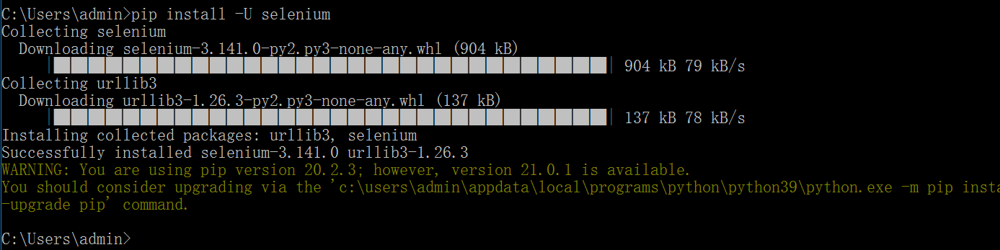 C:\Users\admin>pip install -U selenium
Collecting selenium
  Downloading selenium-3.141.0-py2.py3-none-any.whl (904 kB)
     |████████████████████████████████| 904 kB 79 kB/s
Collecting urllib3
  Downloading urllib3-1.26.3-py2.py3-none-any.whl (137 kB)
     |████████████████████████████████| 137 kB 78 kB/s
Installing collected packages: urllib3, selenium
Successfully installed selenium-3.141.0 urllib3-1.26.3
WARNING: You are using pip version 20.2.3; however, version 21.0.1 is available.
You should consider upgrading via the 'c:\users\admin\appdata\local\programs\python\python39\python.exe -m pip insta
-upgrade pip' command.
C:\Users\admin>